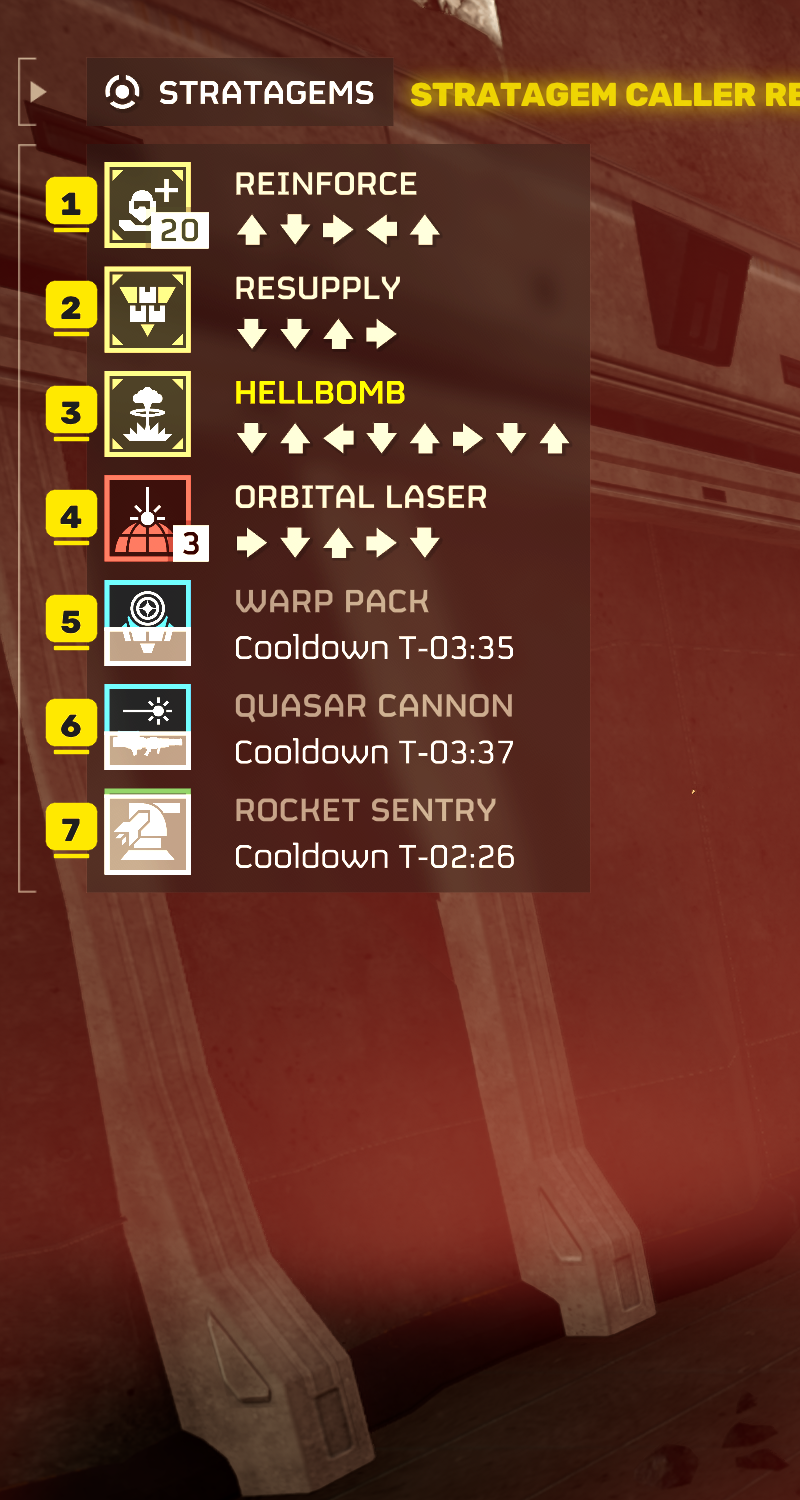 STRATAGEMS STRATAGEM CALLER
1 REINFORCE
20
2 RESUPPLY
3 HELLBOMB
4 ORBITAL LASER
3
5 WARP PACK
Cooldown T-03:35
6 QUASAR CANNON
Cooldown T-03:37
7 ROCKET SENTRY
Cooldown T-02:26